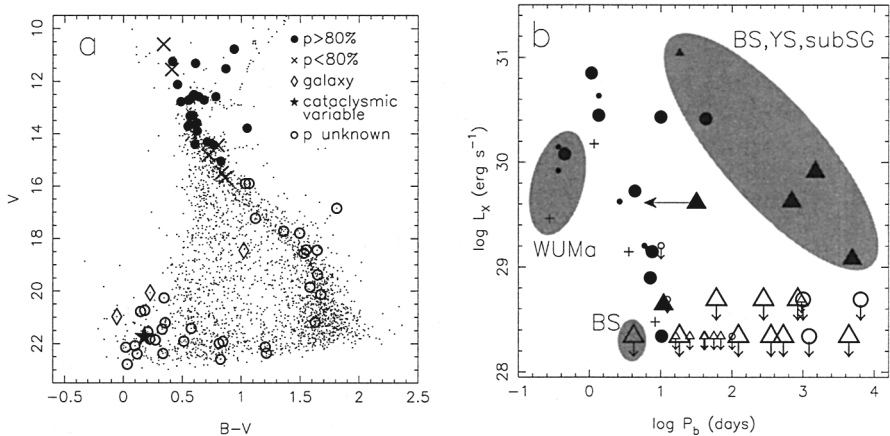 a
p>80%
p<80%
galaxy
cataclysmic
variable
p unknown
10
12
14
16
18
20
22
V
−0.5
0
0.5
1
1.5
2
2.5
B−V
b
BS,YS,subSG
WUMa
BS
31
30
29
28
log L_X (erg s⁻¹)
−1
0
1
2
3
4
log P_b (days)